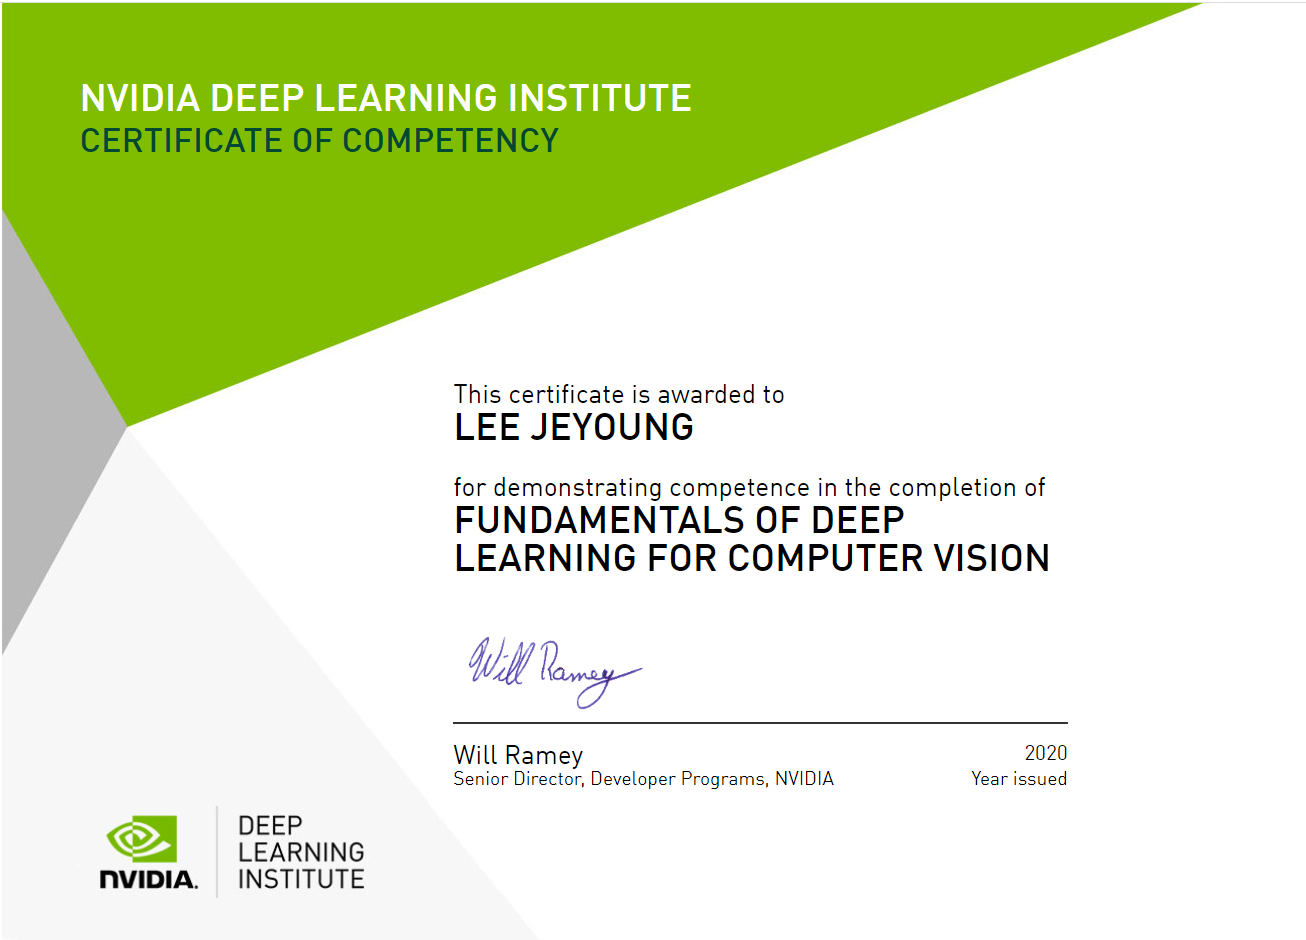 NVIDIA DEEP LEARNING INSTITUTE
CERTIFICATE OF COMPETENCY
This certificate is awarded to
LEE JEYOUNG
for demonstrating competence in the completion of
FUNDAMENTALS OF DEEP
LEARNING FOR COMPUTER VISION
Will Ramey
Will Ramey
Senior Director, Developer Programs, NVIDIA
2020
Year issued
NVIDIA.
DEEP
LEARNING
INSTITUTE